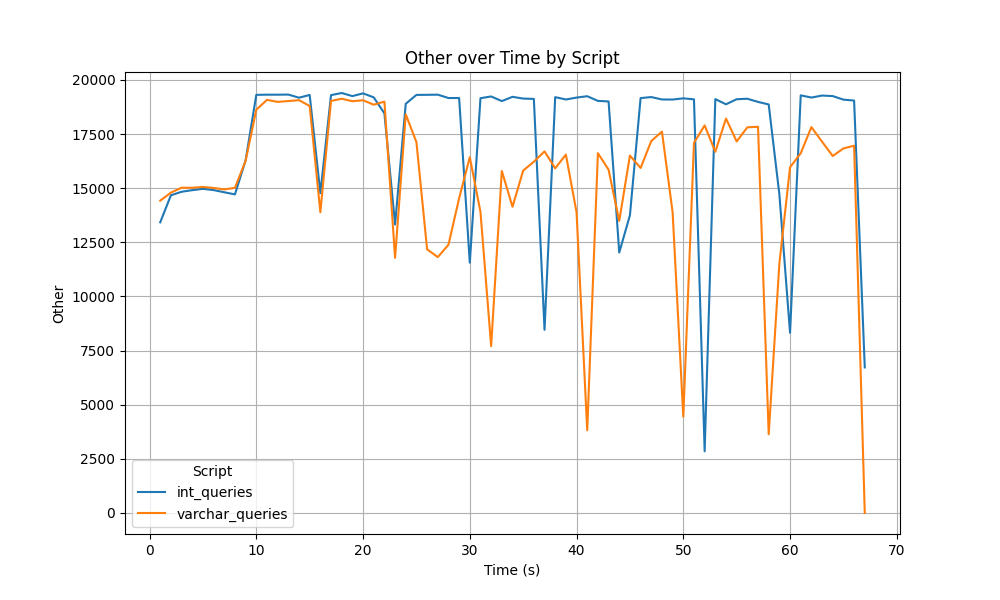 Other over Time by Script
Other
20000
17500
15000
12500
10000
7500
5000
2500
0
Script
int_queries
varchar_queries
0 10 20 30 40 50 60 70
Time (s)